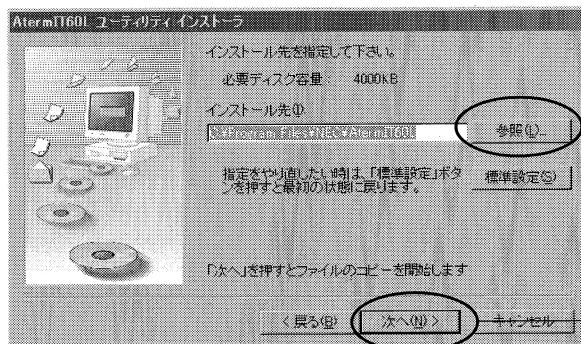 AtermIT60L ユーティリティ インストーラ
インストール先を指定して下さい。
必要ディスク容量： 4000KB
インストール先(I)
C:¥Program Files¥NEC¥AtermIT60L
参照(L)...
指定をやり直したい時は、「標準設定」ボタ
ンを押すと最初の状態に戻ります。
標準設定(S)
「次へ」を押すとファイルのコピーを開始します
< 戻る(B)
次へ(N) >
キャンセル